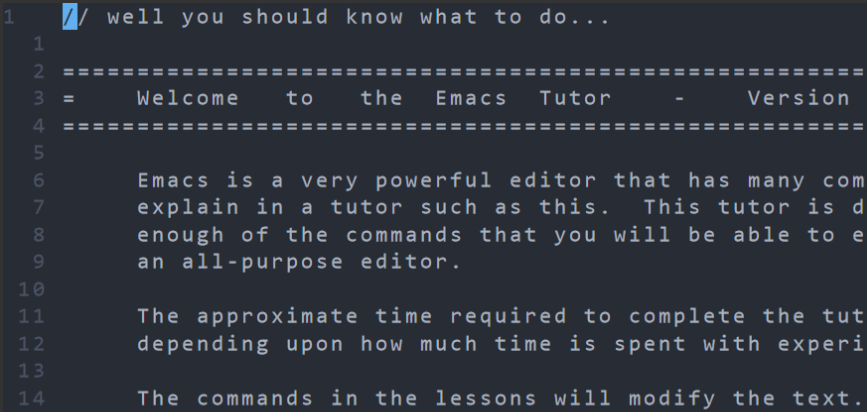 1 // well you should know what to do...
1
2 ======================================================
3 =    Welcome   to   the  Emacs  Tutor    -    Version
4 ======================================================
5
6      Emacs is a very powerful editor that has many com
7      explain in a tutor such as this.  This tutor is d
8      enough of the commands that you will be able to e
9      an all-purpose editor.
10
11      The approximate time required to complete the tut
12      depending upon how much time is spent with experi
13
14      The commands in the lessons will modify the text.